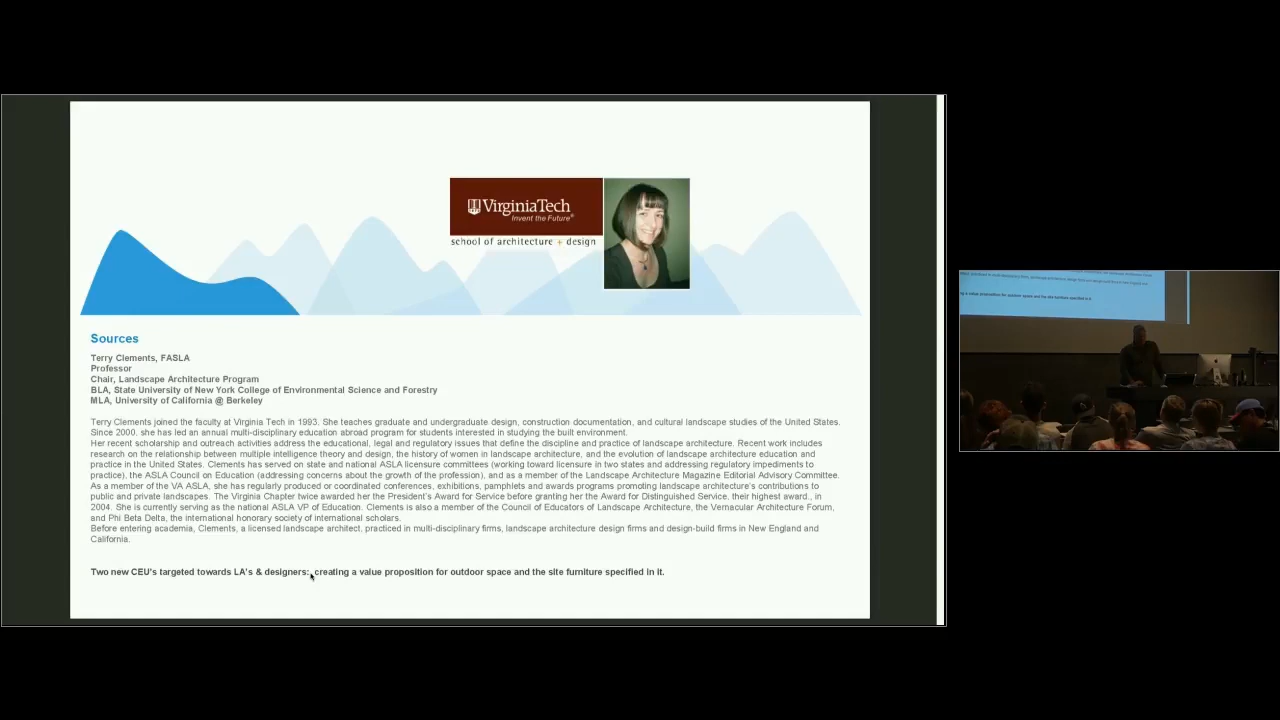 VirginiaTech
Invent the Future®
school of architecture + design
Sources
Terry Clements, FASLA
Professor
Chair, Landscape Architecture Program
BLA, State University of New York College of Environmental Science and Forestry
MLA, University of California @ Berkeley
Terry Clements joined the faculty at Virginia Tech in 1993. She teaches graduate and undergraduate design, construction documentation, and cultural landscape studies of the United States.
Since 2000, she has led an annual multi-disciplinary education abroad program for students interested in studying the built environment.
Her recent scholarship and outreach activities address the educational, legal and regulatory issues that define the discipline and practice of landscape architecture. Recent work includes
research on the relationship between multiple intelligence theory and design, the history of women in landscape architecture, and the evolution of landscape architecture education and
practice in the United States. Clements has served on state and national ASLA licensure committees (working toward licensure in two states and addressing regulatory impediments to
practice), the ASLA Council on Education (addressing concerns about the growth of the profession), and as a member of the Landscape Architecture Magazine Editorial Advisory Committee.
As a member of the VA ASLA, she has regularly produced or coordinated conferences, exhibitions, pamphlets and awards programs promoting landscape architecture's contributions to
public and private landscapes. The Virginia Chapter twice awarded her the President's Award for Service before granting her the Award for Distinguished Service, their highest award., in
2004. She is currently serving as the national ASLA VP of Education. Clements is also a member of the Council of Educators of Landscape Architecture, the Vernacular Architecture Forum,
and Phi Beta Delta, the international honorary society of international scholars.
Before entering academia, Clements, a licensed landscape architect, practiced in multi-disciplinary firms, landscape architecture design firms and design-build firms in New England and
California.
Two new CEU's targeted towards LA's & designers: creating a value proposition for outdoor space and the site furniture specified in it.